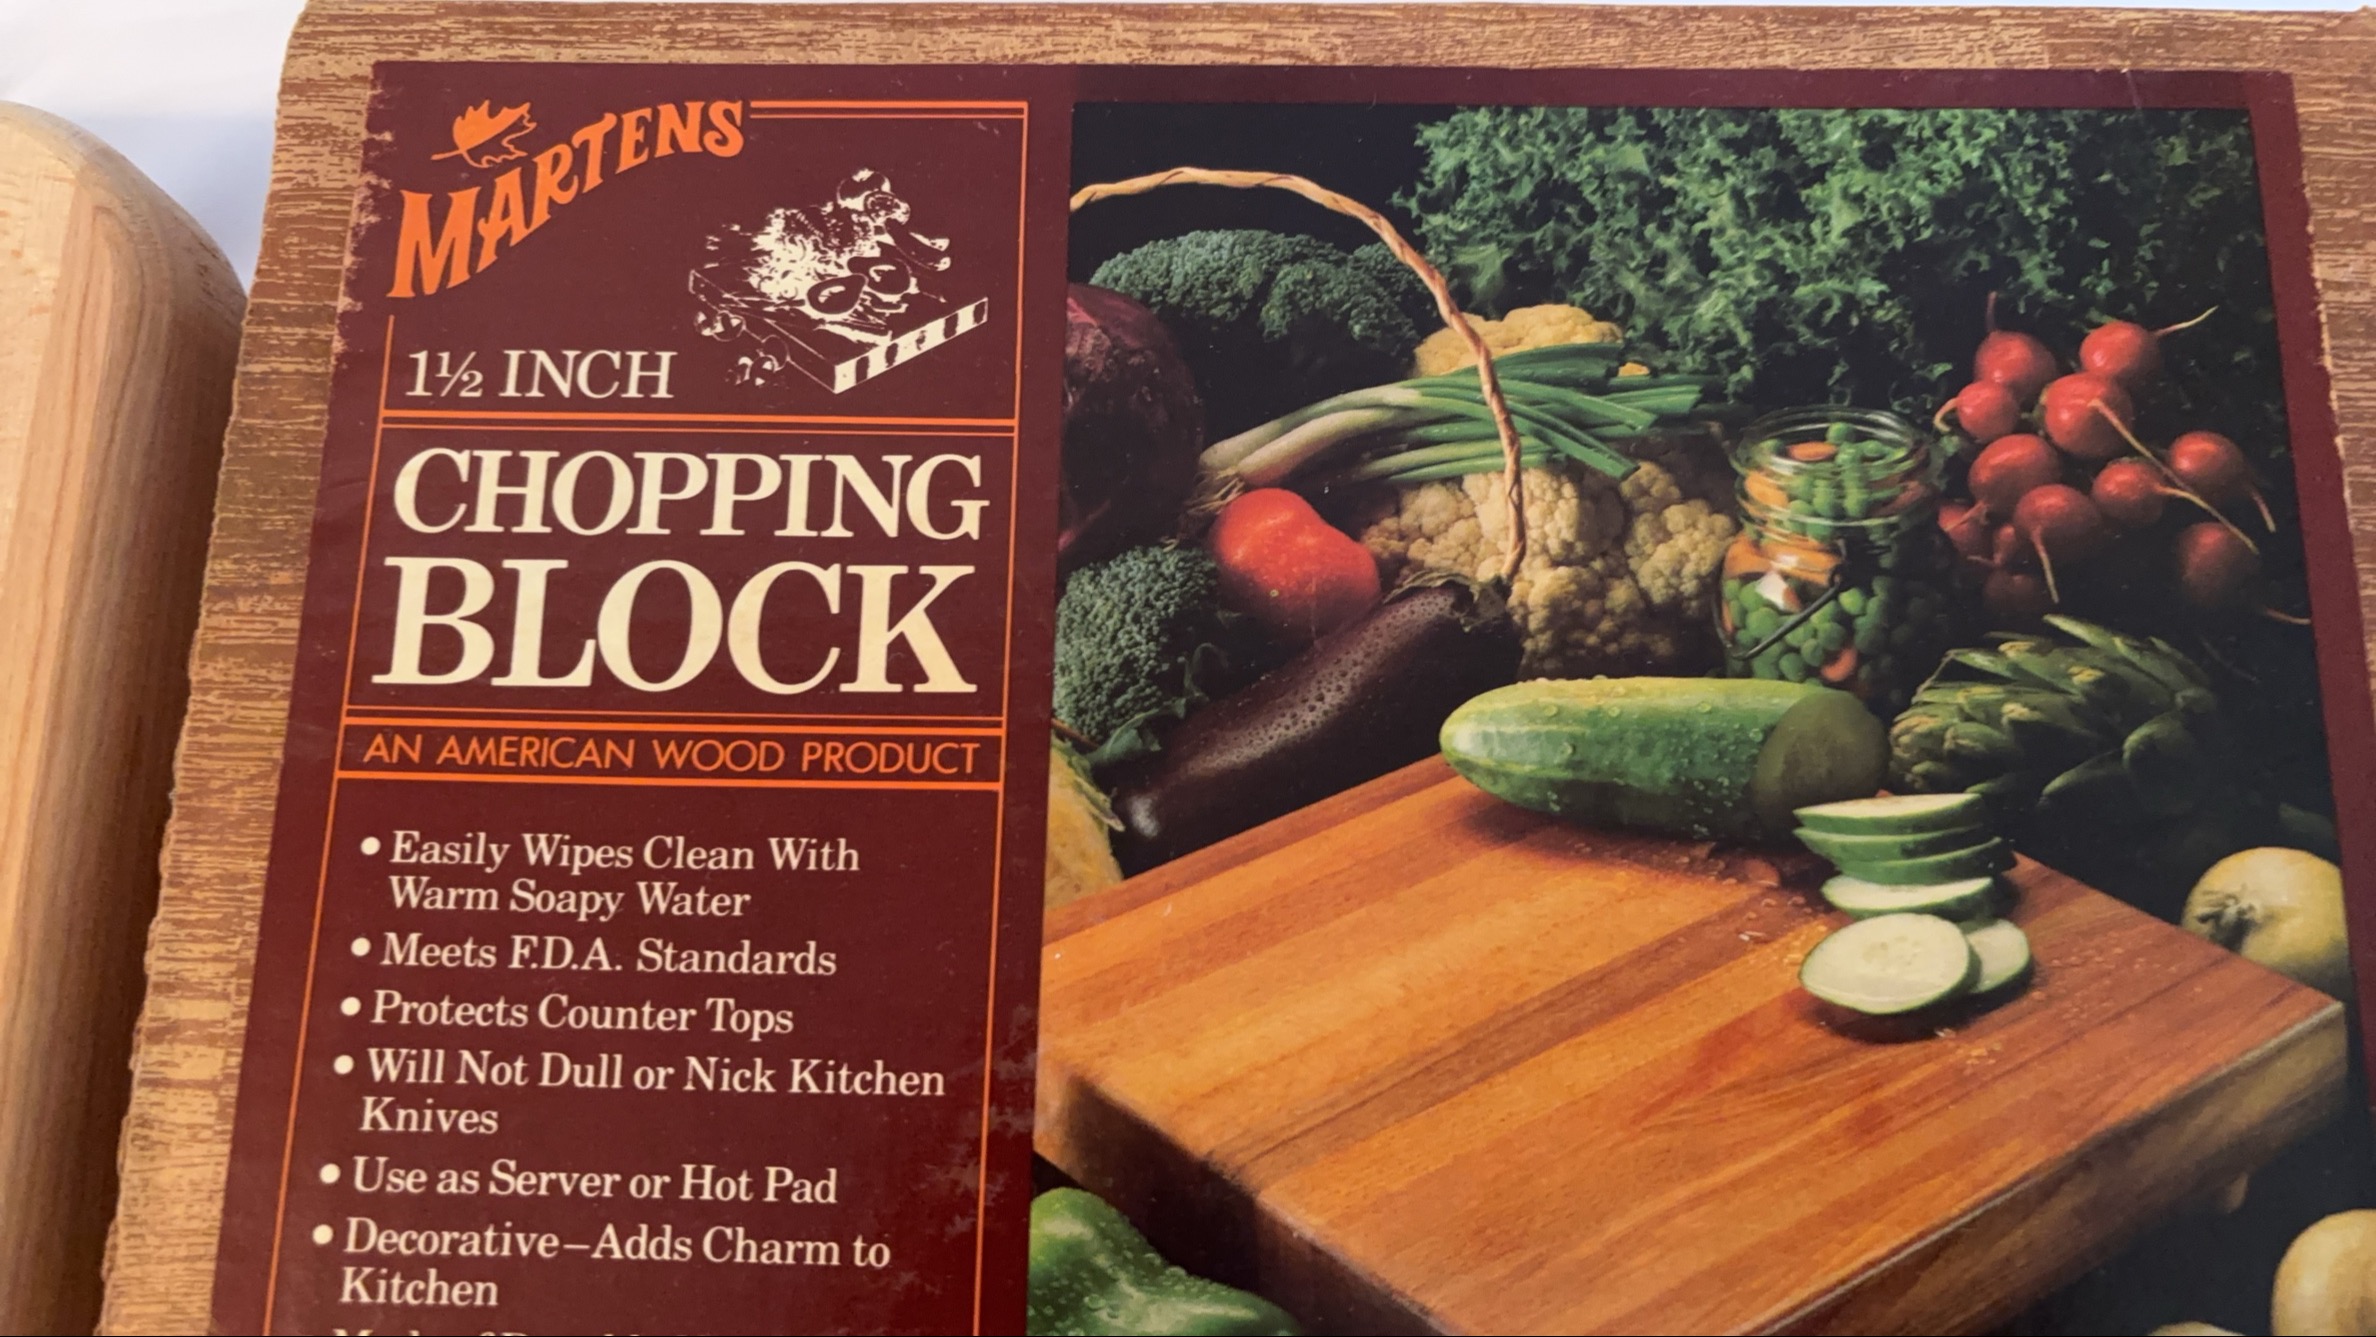 MARTENS
1½ INCH
CHOPPING
BLOCK
AN AMERICAN WOOD PRODUCT
• Easily Wipes Clean With
Warm Soapy Water
• Meets F.D.A. Standards
• Protects Counter Tops
• Will Not Dull or Nick Kitchen
Knives
• Use as Server or Hot Pad
• Decorative–Adds Charm to
Kitchen